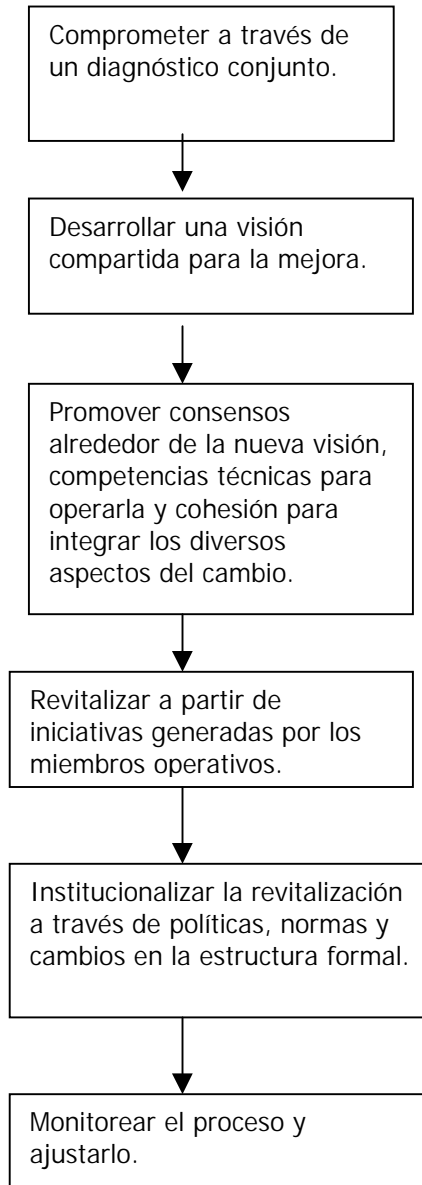 Comprometer a través de
un diagnóstico conjunto.
Desarrollar una visión
compartida para la mejora.
Promover consensos
alrededor de la nueva visión,
competencias técnicas para
operarla y cohesión para
integrar los diversos
aspectos del cambio.
Revitalizar a partir de
iniciativas generadas por los
miembros operativos.
Institucionalizar la revitalización
a través de políticas, normas y
cambios en la estructura formal.
Monitorear el proceso y
ajustarlo.